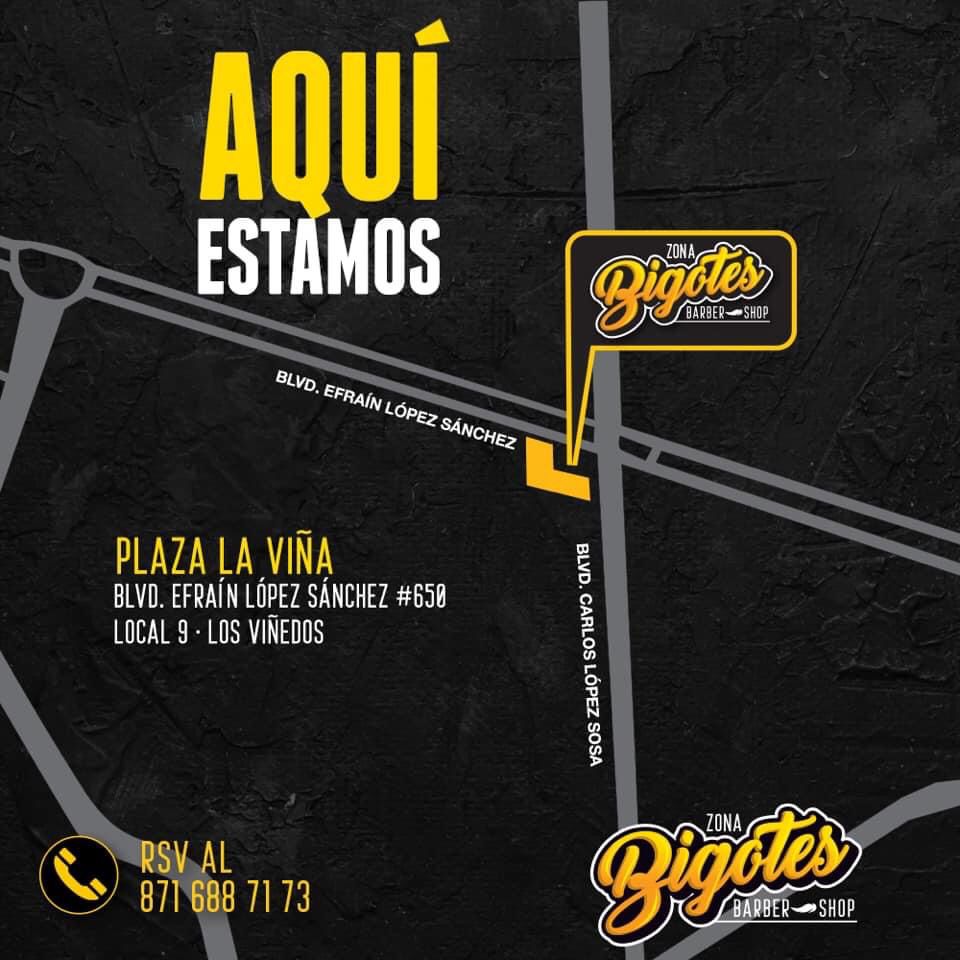 AQUÍ
ESTAMOS
ZONA
Bigotes
BARBER SHOP
BLVD. EFRAÍN LÓPEZ SÁNCHEZ
PLAZA LA VIÑA
BLVD. EFRAÍN LÓPEZ SÁNCHEZ #650
LOCAL 9 · LOS VIÑEDOS
BLVD. CARLOS LÓPEZ SOSA
RSV AL
871 688 71 73
ZONA
Bigotes
BARBER SHOP